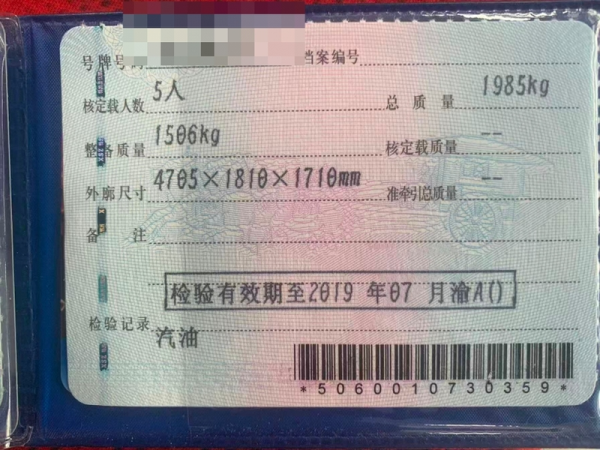 号牌号码 档案编号
核定载人数 5人 总质量 1985kg
整备质量 1506kg 核定载质量 --
外廓尺寸 4705×1810×1710mm 准牵引总质量 --
备注
检验有效期至2019 年07 月渝A()
检验记录
汽油
*5060010730359*